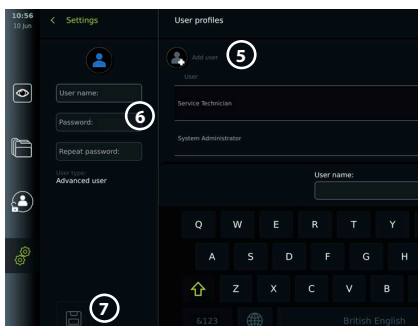 10:56
10 Jun
Settings
User profiles
Add user
5
User
User name:
Service Technician
Password:
6
System Administrator
Repeat password:
User type:
Advanced user
User name:
Q W E R T Y
A S D F G H
Z X C V B
7
&123
British English